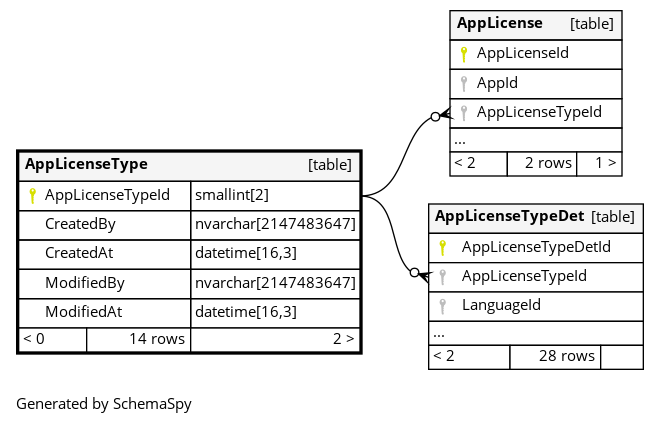 AppLicense [table]
AppLicenseId
AppId
AppLicenseTypeId
...
< 2 2 rows 1 >
AppLicenseType [table]
AppLicenseTypeId smallint[2]
CreatedBy nvarchar[2147483647]
CreatedAt datetime[16,3]
ModifiedBy nvarchar[2147483647]
ModifiedAt datetime[16,3]
< 0 14 rows 2 >
AppLicenseTypeDet [table]
AppLicenseTypeDetId
AppLicenseTypeId
LanguageId
...
< 2 28 rows
Generated by SchemaSpy